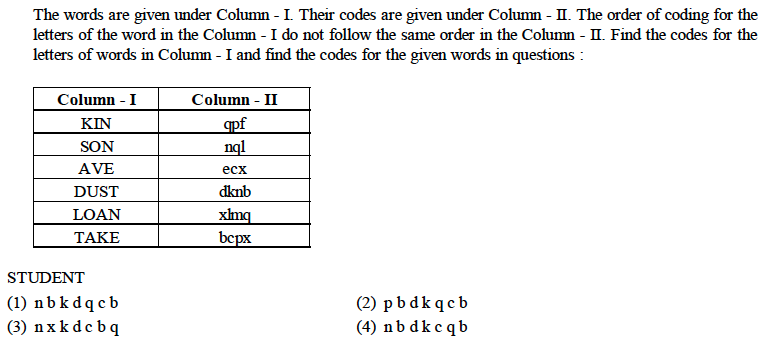 The words are given under Column - I. Their codes are given under Column - II. The order of coding for the
letters of the word in the Column - I do not follow the same order in the Column - II. Find the codes for the
letters of words in Column - I and find the codes for the given words in questions :
Column - I Column - II
KIN qpf
SON nql
AVE ecx
DUST dknb
LOAN xlmq
TAKE bcpx
STUDENT
(1) n b k d q c b (2) p b d k q c b
(3) n x k d c b q (4) n b d k c q b